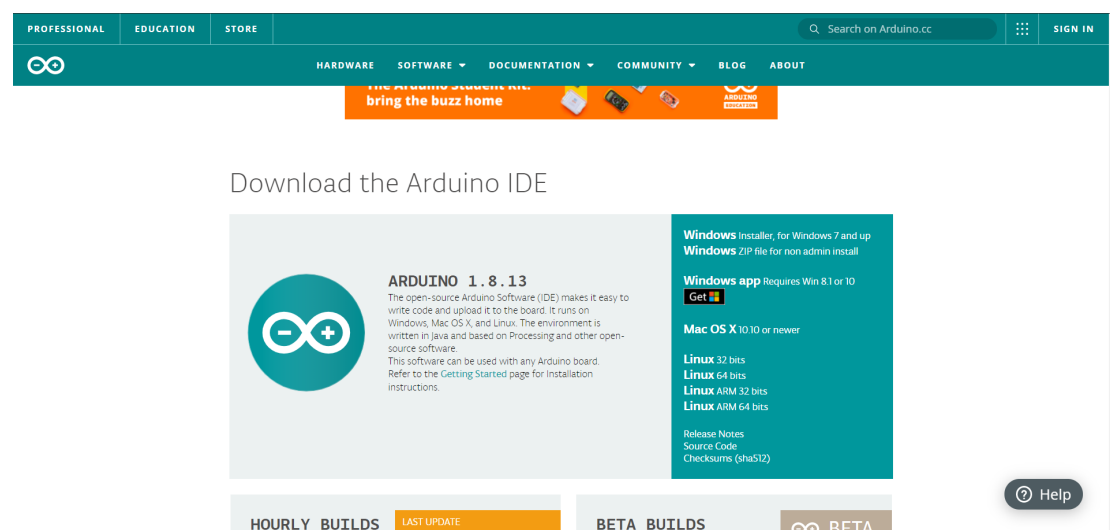 PROFESSIONAL EDUCATION STORE Search on Arduino.cc SIGN IN
HARDWARE SOFTWARE DOCUMENTATION COMMUNITY BLOG ABOUT
The Arduino Student Kit:
bring the buzz home
ARDUINO
EDUCATION
Download the Arduino IDE
ARDUINO 1.8.13
The open-source Arduino Software (IDE) makes it easy to
write code and upload it to the board. It runs on
Windows, Mac OS X, and Linux. The environment is
written in Java and based on Processing and other open-
source software.
This software can be used with any Arduino board.
Refer to the Getting Started page for Installation
instructions.
Windows Installer, for Windows 7 and up
Windows ZIP file for non admin install
Windows app Requires Win 8.1 or 10
Get
Mac OS X 10.10 or newer
Linux 32 bits
Linux 64 bits
Linux ARM 32 bits
Linux ARM 64 bits
Release Notes
Source Code
Checksums (sha512)
Help
HOURLY BUILDS
LAST UPDATE
BETA BUILDS
BETA